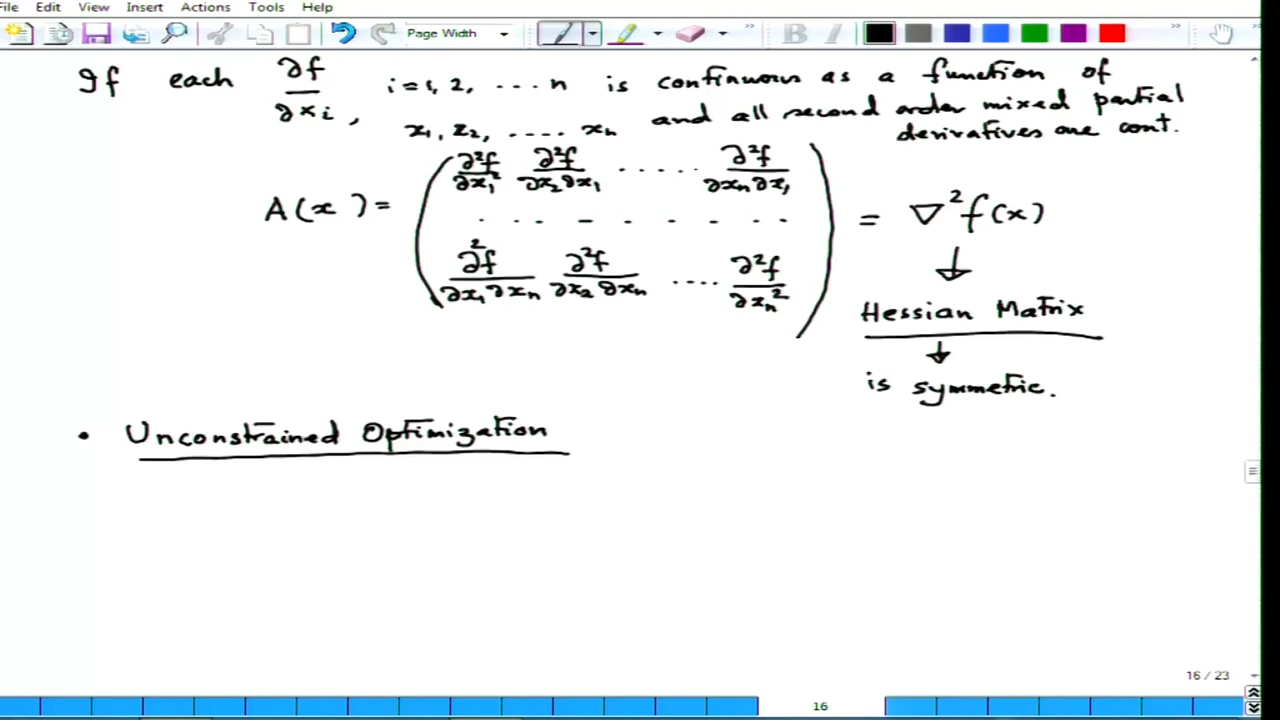 File Edit View Insert Actions Tools Help
Page Width
If each ∂f/∂xᵢ, i = 1, 2, .... n is continuous as a function of
x₁, x₂, .... xₙ and all second order mixed partial
derivatives are cont.
A(x) = ( ∂²f/∂x₁² ∂²f/∂x₂∂x₁ ...... ∂²f/∂xₙ∂x₁
. . . – . . – . . .
∂²f/∂x₁∂xₙ ∂²f/∂x₂∂xₙ .... ∂²f/∂xₙ² ) = ∇²f(x)
↓
Hessian Matrix
↓
is symmetric.
• Unconstrained Optimization
16 / 23
16